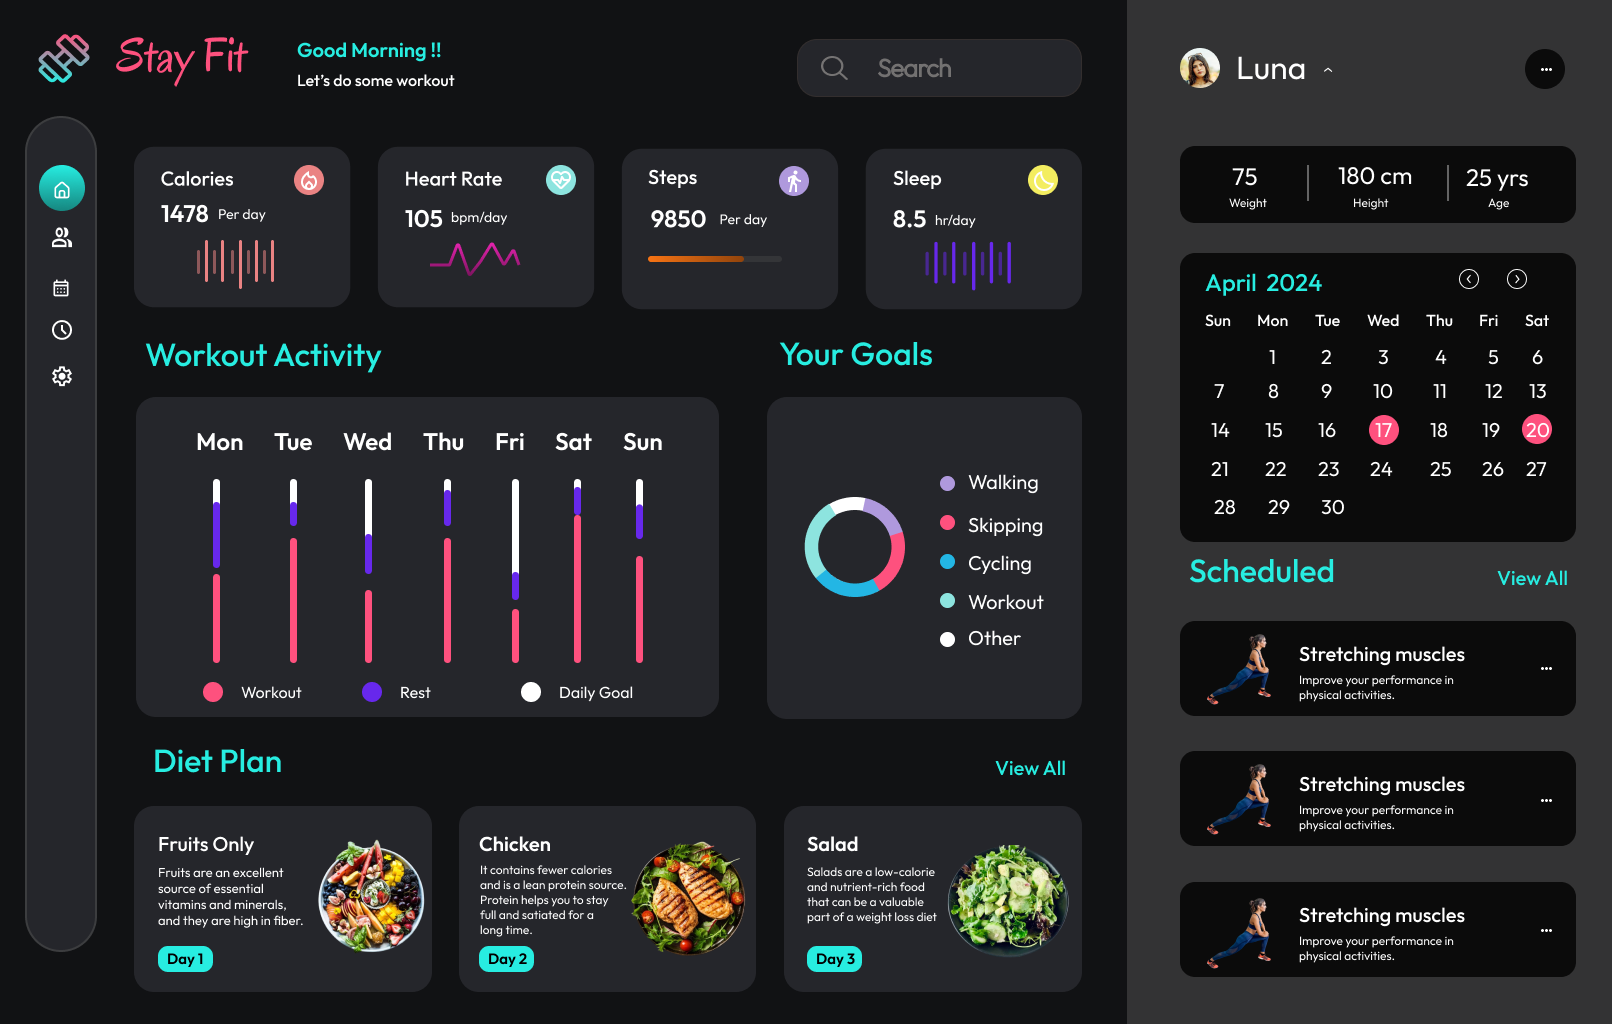 Stay Fit
Good Morning !!
Let's do some workout
Search
Luna
Calories
1478 Per day
Heart Rate
105 bpm/day
Steps
9850 Per day
Sleep
8.5 hr/day
75
Weight
180 cm
Height
25 yrs
Age
April 2024
Sun Mon Tue Wed Thu Fri Sat
1 2 3 4 5 6
7 8 9 10 11 12 13
14 15 16 17 18 19 20
21 22 23 24 25 26 27
28 29 30
Workout Activity
Mon Tue Wed Thu Fri Sat Sun
Workout
Rest
Daily Goal
Your Goals
Walking
Skipping
Cycling
Workout
Other
Scheduled
View All
Stretching muscles
Improve your performance in
physical activities.
Stretching muscles
Improve your performance in
physical activities.
Stretching muscles
Improve your performance in
physical activities.
Diet Plan
View All
Fruits Only
Fruits are an excellent
source of essential
vitamins and minerals,
and they are high in fiber.
Day 1
Chicken
It contains fewer calories
and is a lean protein source.
Protein helps you to stay
full and satiated for a
long time.
Day 2
Salad
Salads are a low-calorie
and nutrient-rich food
that can be a valuable
part of a weight loss diet
Day 3